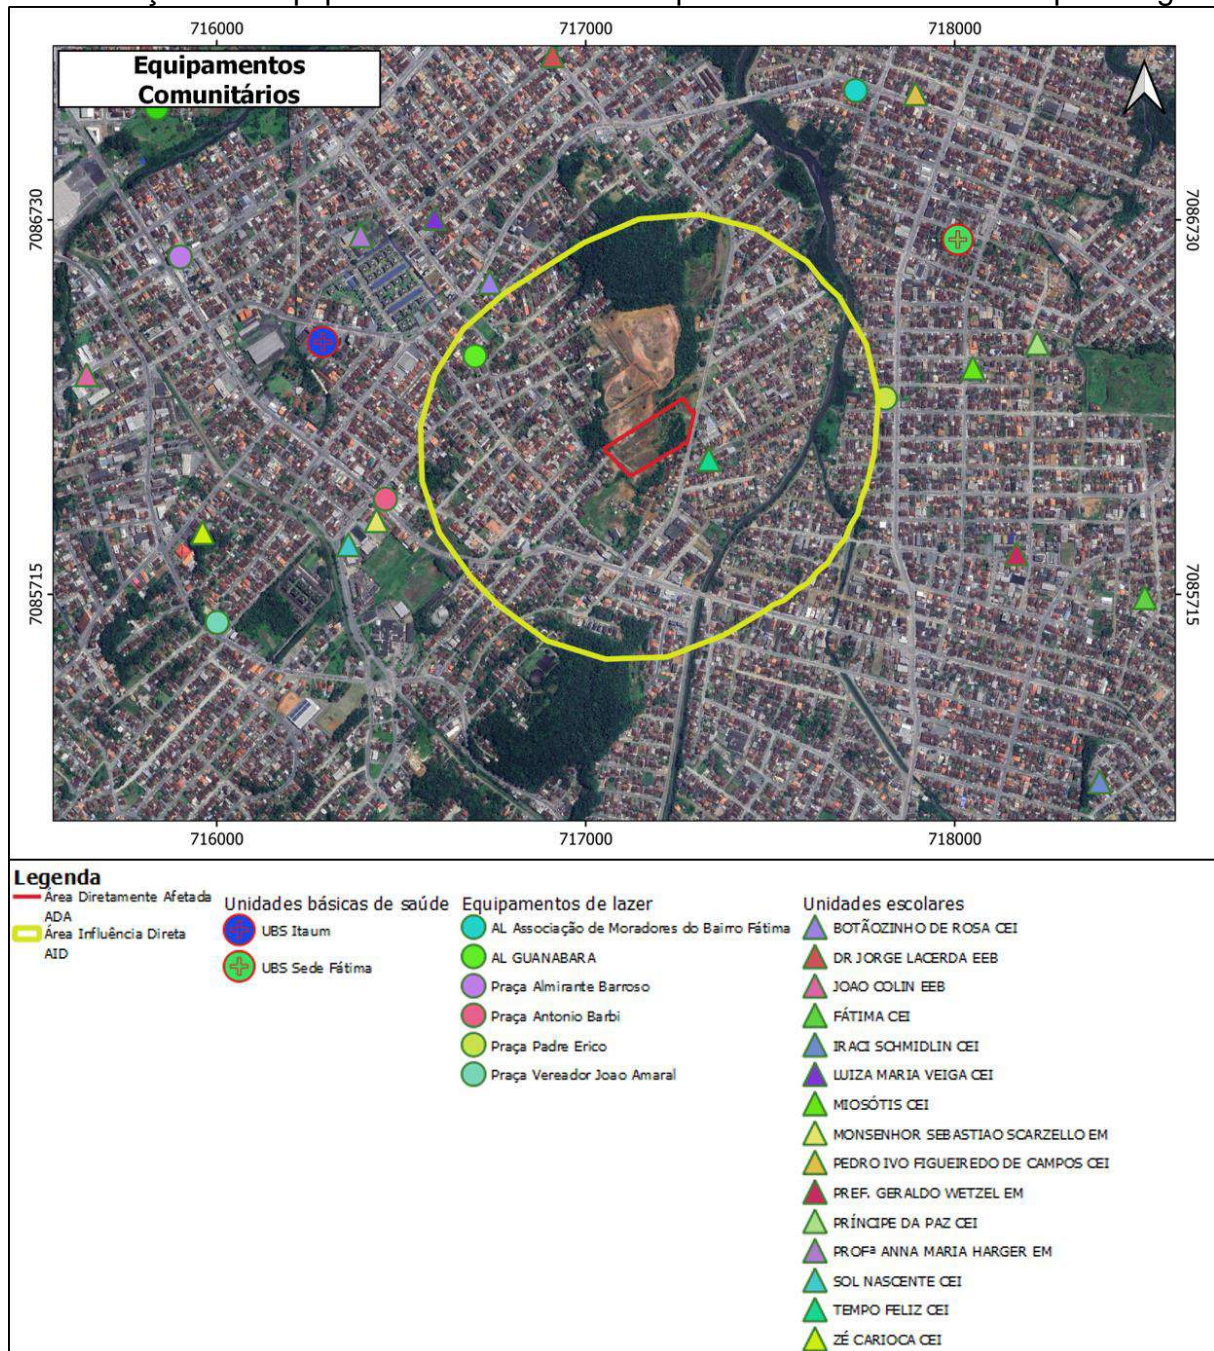 716000 717000 718000
Equipamentos
Comunitários
7086730 7086730
7085715 7085715
716000 717000 718000
Legenda
Área Diretamente Afetada
ADA
Área Influência Direta
AID
Unidades básicas de saúde
UBS Itaum
UBS Sede Fátima
Equipamentos de lazer
AL Associação de Moradores do Bairro Fátima
AL GUANABARA
Praça Almirante Barroso
Praça Antonio Barbi
Praça Padre Erico
Praça Vereador Joao Amaral
Unidades escolares
BOTÃOZINHO DE ROSA CEI
DR JORGE LACERDA EEB
JOAO COLIN EEB
FÁTIMA CEI
IRACI SCHMIDLIN CEI
LUIZA MARIA VEIGA CEI
MIOSÓTIS CEI
MONSENHOR SEBASTIAO SCARZELLO EM
PEDRO IVO FIGUEIREDO DE CAMPOS CEI
PREF. GERALDO WETZEL EM
PRÍNCIPE DA PAZ CEI
PROFª ANNA MARIA HARGER EM
SOL NASCENTE CEI
TEMPO FELIZ CEI
ZÉ CARIOCA CEI